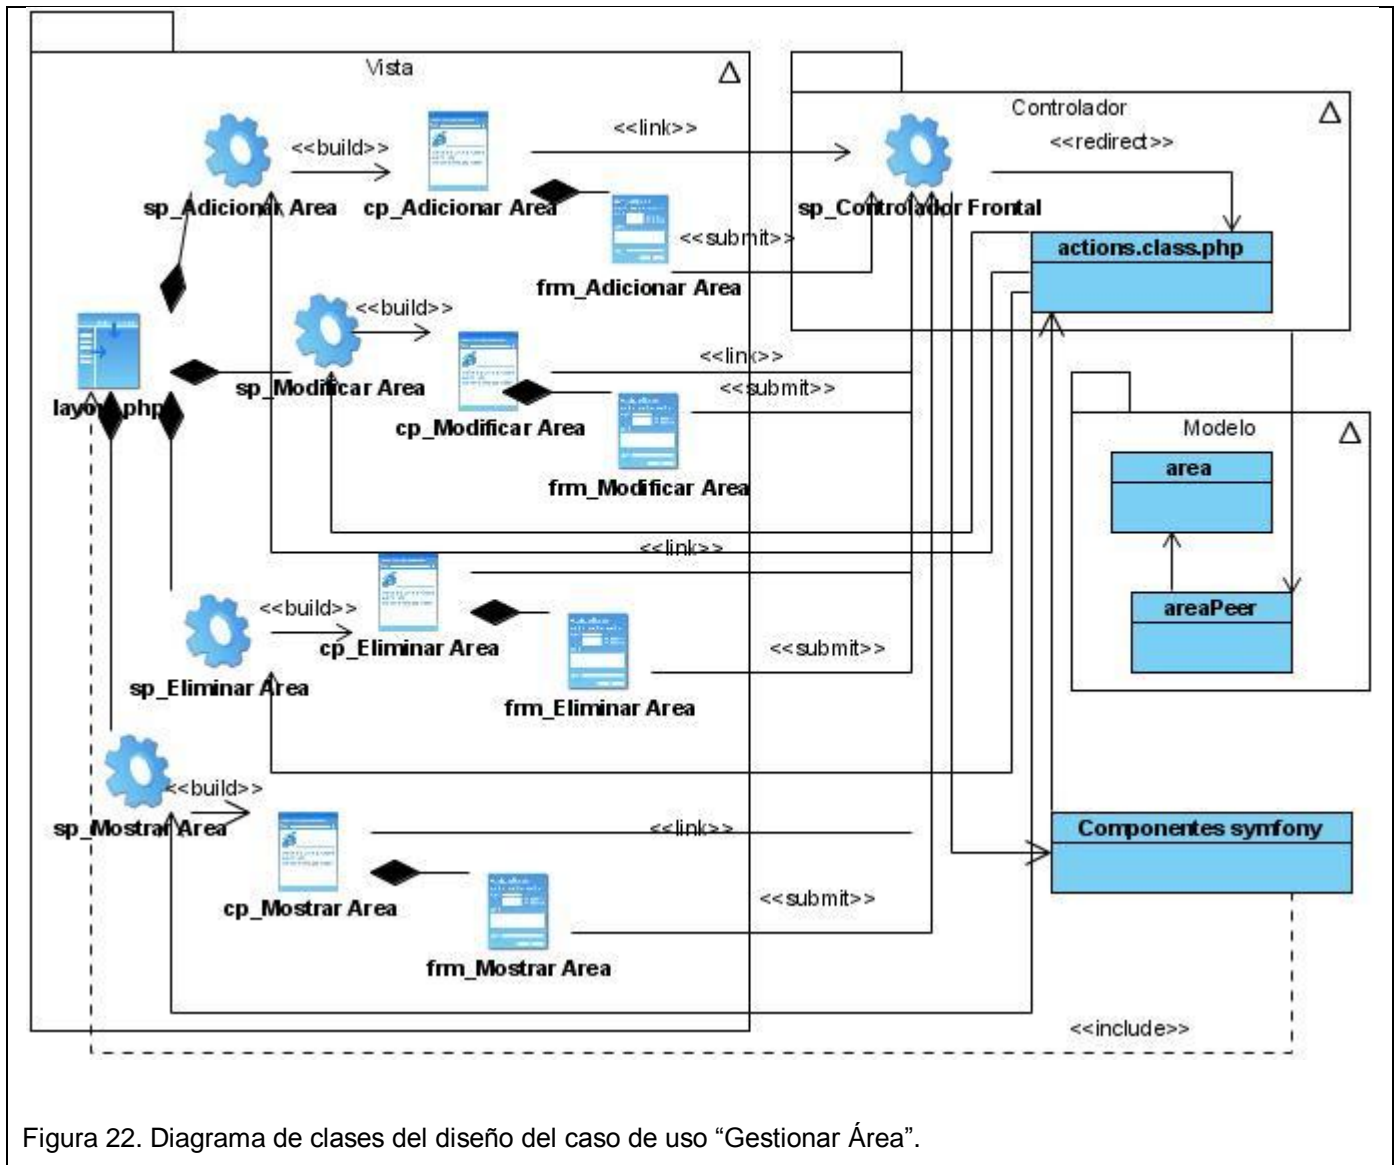 Vista
Controlador
<<link>>
<<build>>
<<redirect>>
sp_Adicionar Area
cp_Adicionar Area
sp_Controlador Frontal
<<submit>>
actions.class.php
frm_Adicionar Area
<<build>>
<<link>>
sp_Modificar Area
<<submit>>
layout.php
cp_Modificar Area
Modelo
area
frm_Modificar Area
<<link>>
<<build>>
areaPeer
cp_Eliminar Area
<<submit>>
sp_Eliminar Area
frm_Eliminar Area
<<build>>
sp_Mostrar Area
<<link>>
Componentes symfony
cp_Mostrar Area
<<submit>>
frm_Mostrar Area
<<include>>
Figura 22. Diagrama de clases del diseño del caso de uso “Gestionar Área”.